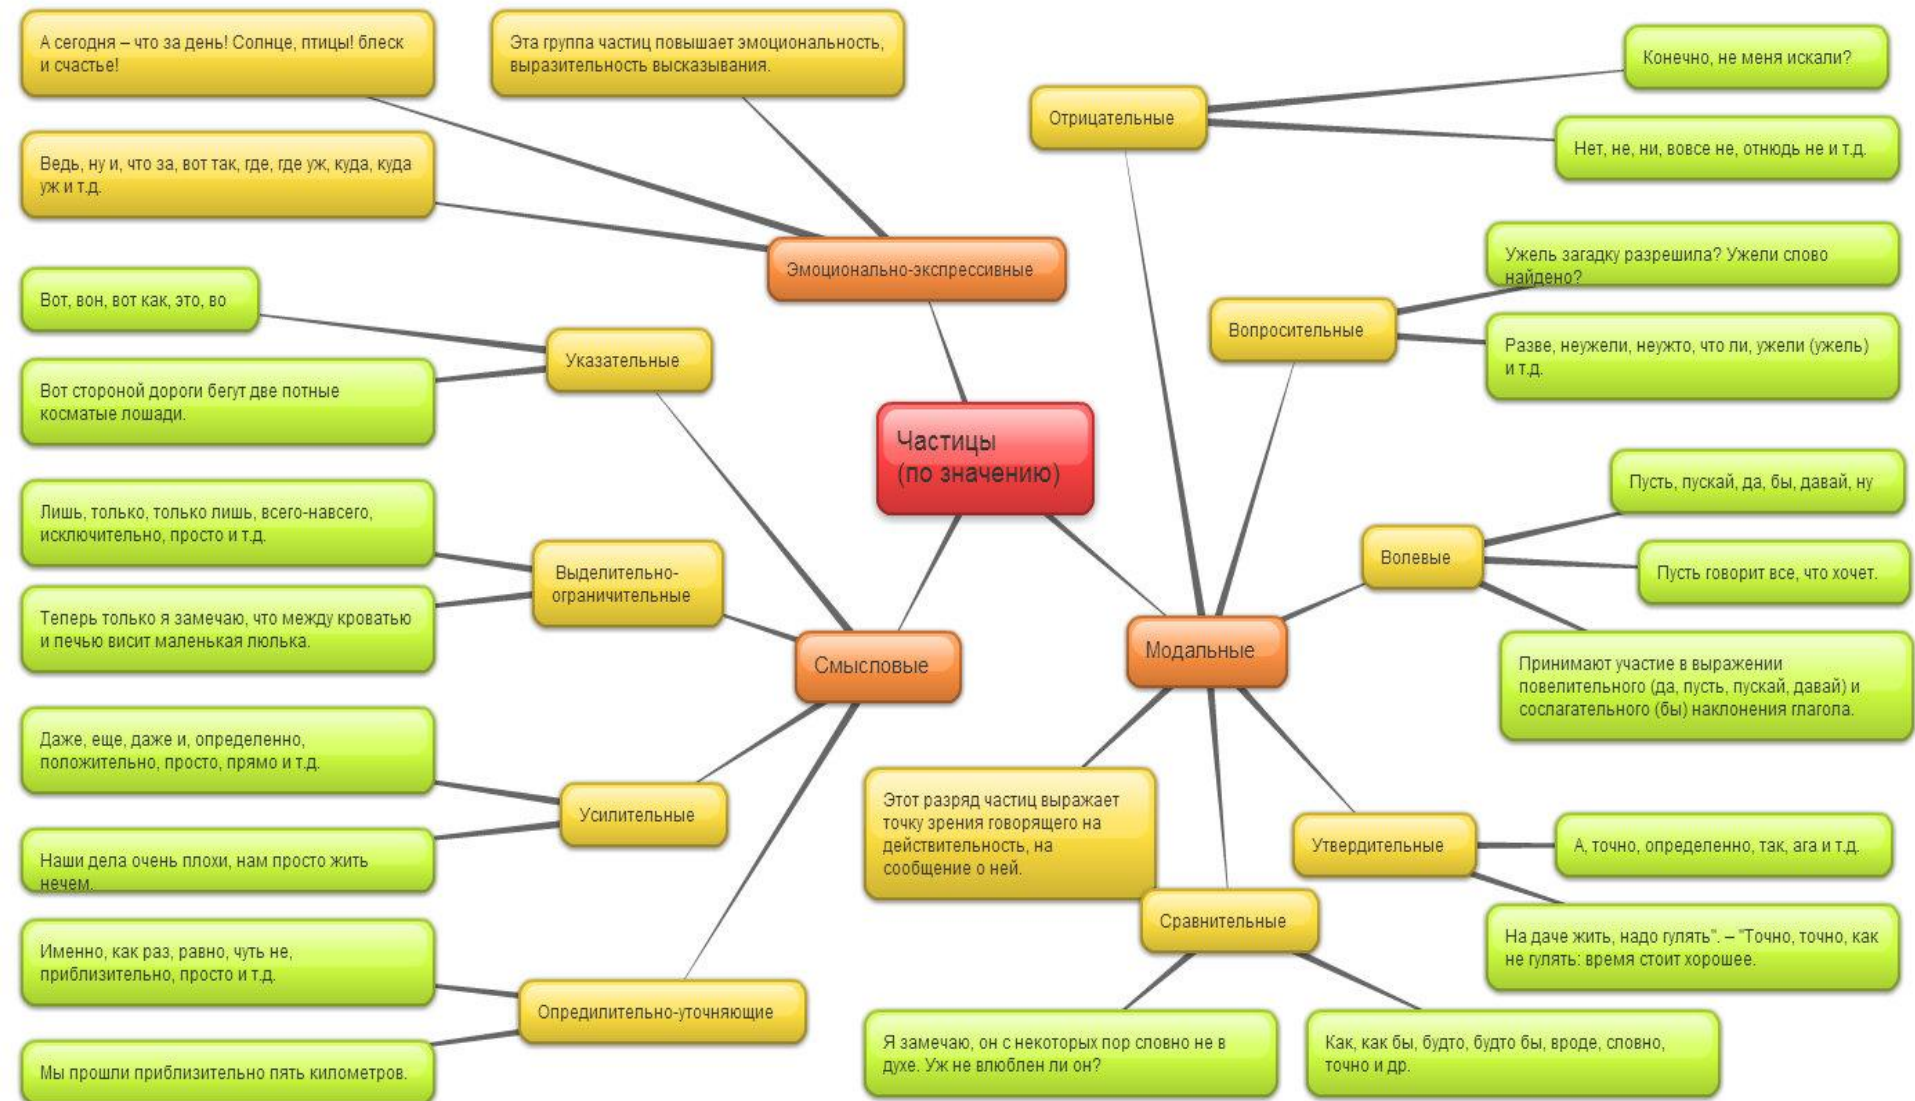 А сегодня – что за день! Солнце, птицы! блеск
и счастье!
Эта группа частиц повышает эмоциональность,
выразительность высказывания.
Ведь, ну и, что за, вот так, где, где уж, куда, куда
уж и т.д.
Эмоционально-экспрессивные
Вот, вон, вот как, это, во
Указательные
Вот стороной дороги бегут две потные
косматые лошади.
Частицы
(по значению)
Лишь, только, только лишь, всего-навсего,
исключительно, просто и т.д.
Выделительно-
ограничительные
Теперь только я замечаю, что между кроватью
и печью висит маленькая люлька.
Смысловые
Даже, еще, даже и, определенно,
положительно, просто, прямо и т.д.
Усилительные
Наши дела очень плохи, нам просто жить
нечем.
Именно, как раз, равно, чуть не,
приблизительно, просто и т.д.
Опредилительно-уточняющие
Мы прошли приблизительно пять километров.
Отрицательные
Конечно, не меня искали?
Нет, не, ни, вовсе не, отнюдь не и т.д.
Вопросительные
Ужель загадку разрешила? Ужели слово
найдено?
Разве, неужели, неужто, что ли, ужели (ужель)
и т.д.
Волевые
Пусть, пускай, да, бы, давай, ну
Пусть говорит все, что хочет.
Принимают участие в выражении
повелительного (да, пусть, пускай, давай) и
сослагательного (бы) наклонения глагола.
Модальные
Этот разряд частиц выражает
точку зрения говорящего на
действительность, на
сообщение о ней.
Утвердительные
А, точно, определенно, так, ага и т.д.
На даче жить, надо гулять". – "Точно, точно, как
не гулять: время стоит хорошее.
Сравнительные
Я замечаю, он с некоторых пор словно не в
духе. Уж не влюблен ли он?
Как, как бы, будто, будто бы, вроде, словно,
точно и др.